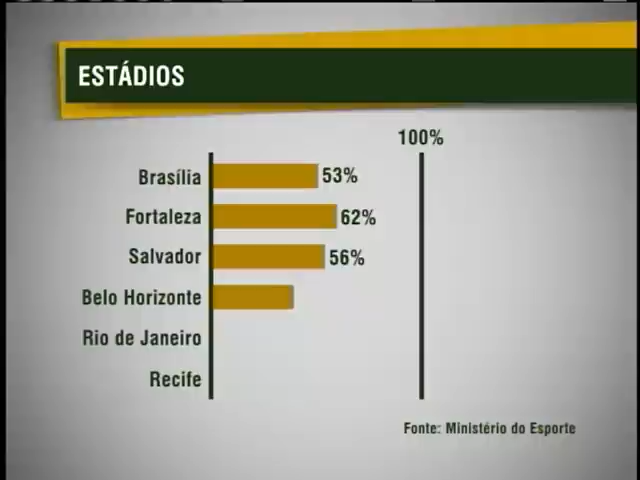 ESTÁDIOS
100%
Brasília 53%
Fortaleza 62%
Salvador 56%
Belo Horizonte
Rio de Janeiro
Recife
Fonte: Ministério do Esporte